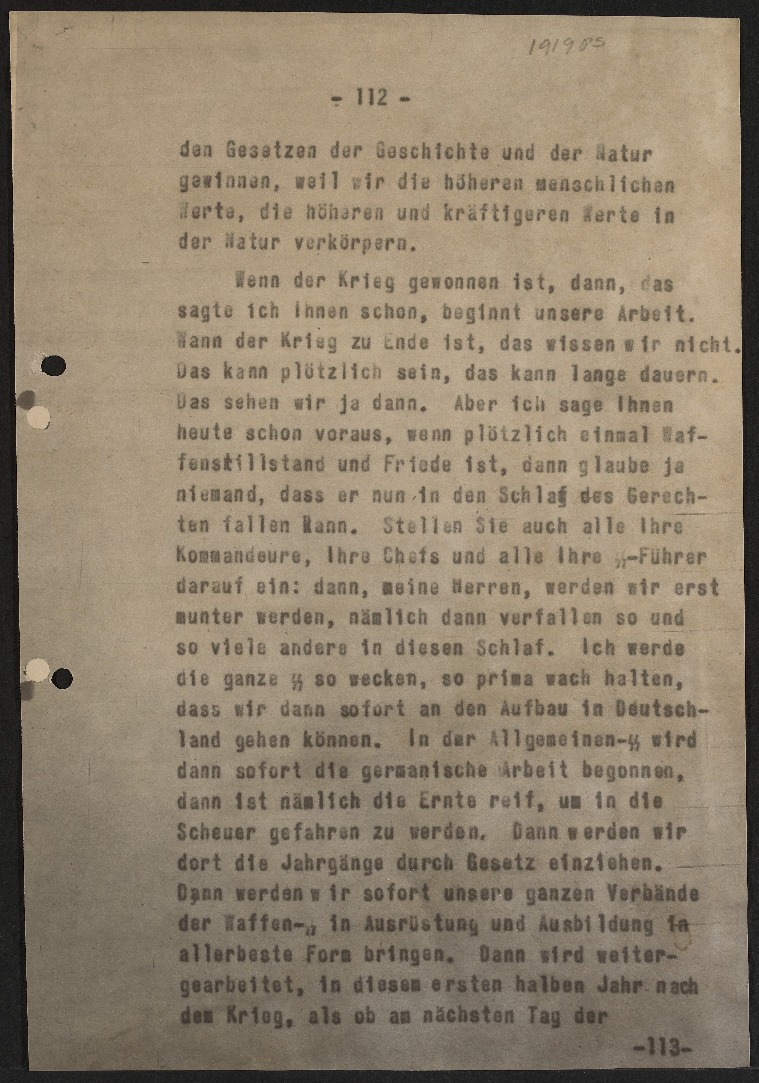 1919 PS
- 112 -
den Gesetzen der Geschichte und der Natur
gewinnen, weil wir die höheren menschlichen
Werte, die höheren und kräftigeren Werte in
der Natur verkörpern.
Wenn der Krieg gewonnen ist, dann, das
sagte ich Ihnen schon, beginnt unsere Arbeit.
Wann der Krieg zu Ende ist, das wissen wir nicht.
Das kann plötzlich sein, das kann lange dauern.
Das sehen wir ja dann. Aber ich sage Ihnen
heute schon voraus, wenn plötzlich einmal Waf-
fenstillstand und Friede ist, dann glaube ja
niemand, dass er nun in den Schlaf des Gerech-
ten fallen kann. Stellen Sie auch alle Ihre
Kommandeure, Ihre Chefs und alle Ihre ᛋᛋ-Führer
darauf ein: dann, meine Herren, werden wir erst
munter werden, nämlich dann verfallen so und
so viele andere in diesen Schlaf. Ich werde
die ganze ᛋᛋ so wecken, so prima wach halten,
dass wir dann sofort an den Aufbau in Deutsch-
land gehen können. In der Allgemeinen-ᛋᛋ wird
dann sofort die germanische Arbeit begonnen,
dann ist nämlich die Ernte reif, um in die
Scheuer gefahren zu werden. Dann werden wir
dort die Jahrgänge durch Gesetz einziehen.
Dann werden wir sofort unsere ganzen Verbände
der Waffen-ᛋᛋ in Ausrüstung und Ausbildung in
allerbeste Form bringen. Dann wird weiter-
gearbeitet, in diesem ersten halben Jahr nach
dem Krieg, als ob am nächsten Tag der
-113-